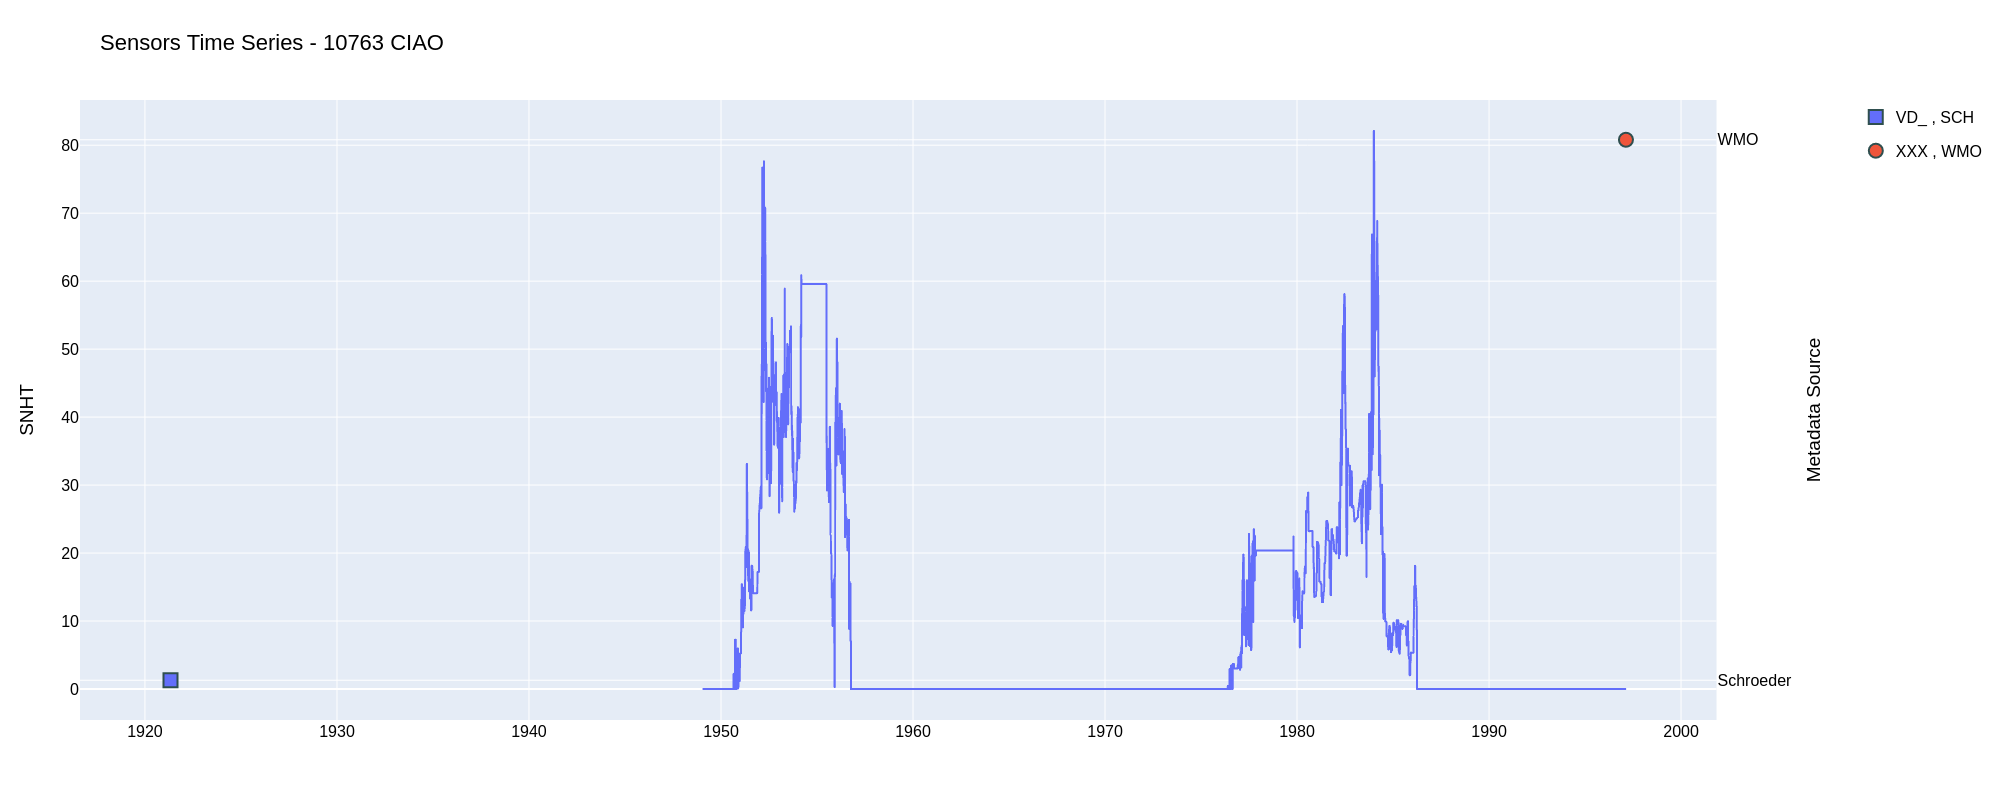 Sensors Time Series - 10763 CIAO
VD_ , SCH
XXX , WMO
WMO
Schroeder
Metadata Source
SNHT
80
70
60
50
40
30
20
10
0
1920 1930 1940 1950 1960 1970 1980 1990 2000